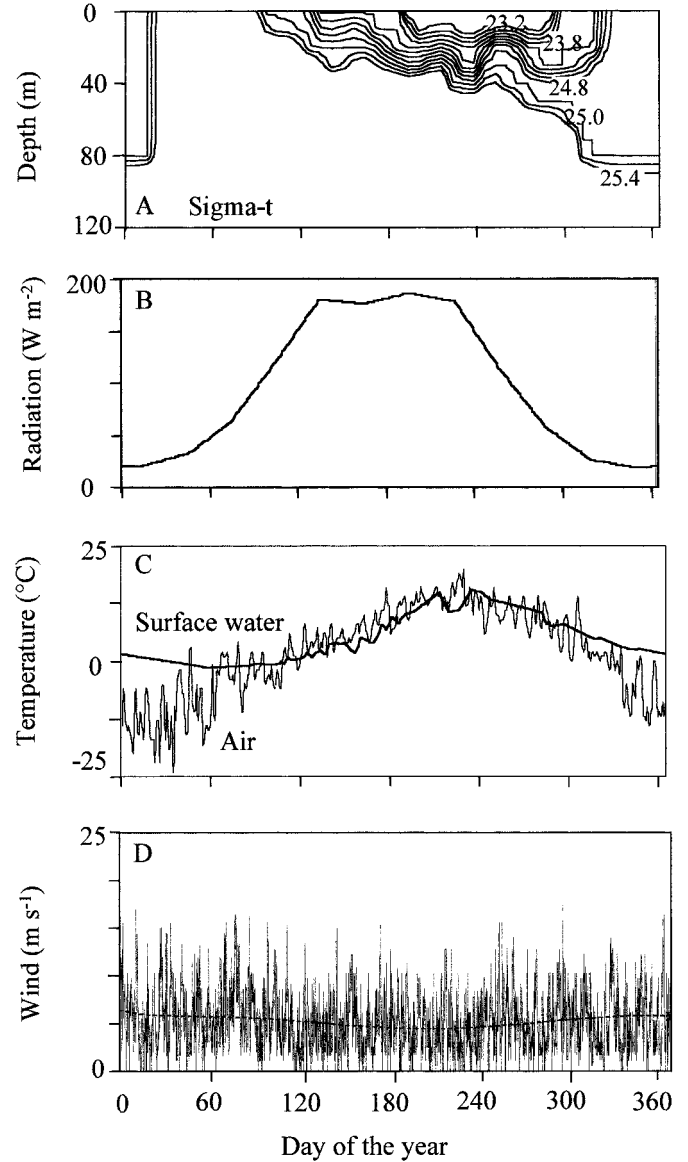 0
40
80
120
Depth (m)
23.2
23.8
24.8
25.0
25.4
A Sigma-t
200
0
Radiation (W m-2)
B
25
0
-25
Temperature (°C)
C
Surface water
Air
25
0
Wind (m s-1)
D
0 60 120 180 240 300 360
Day of the year